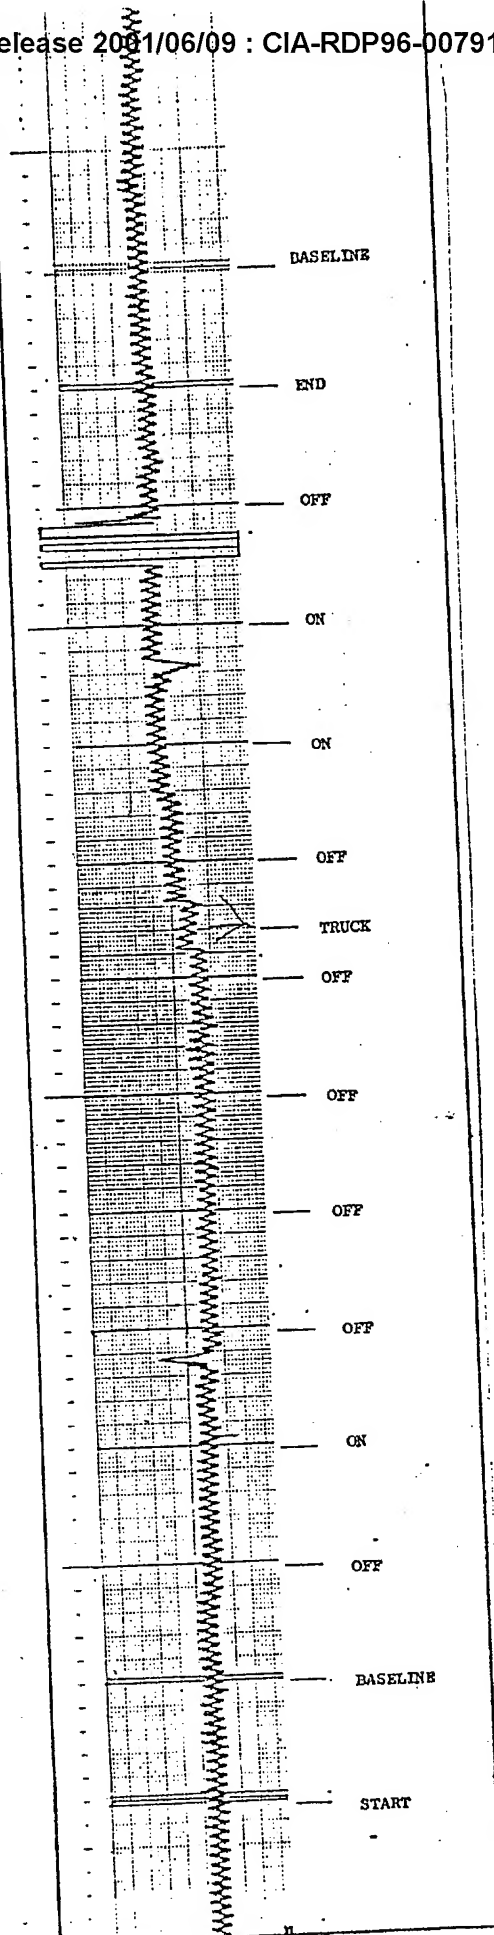 elease 2001/06/09 : CIA-RDP96-00791
BASELINE
END
OFF
ON
ON
OFF
TRUCK
OFF
OFF
OFF
OFF
ON
OFF
BASELINE
START